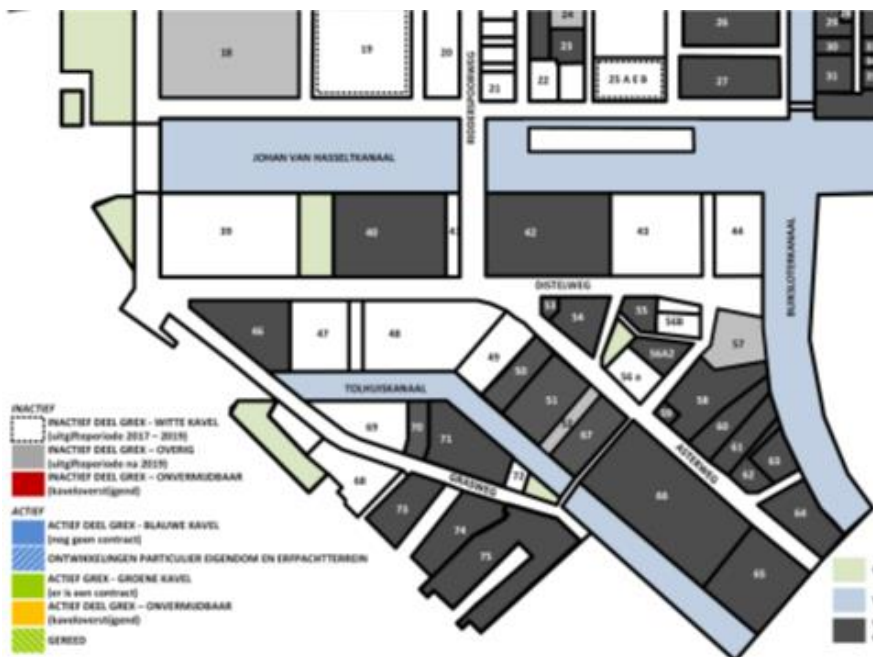 24
26
18
19
20
23
30
21
22
25 A E B
27
31
RIDDERSPOORWEG
JOHAN VAN HASSELTKANAAL
39
40
42
43
44
BUIKSLOTERKANAAL
DISTELWEG
46
47
48
53
54
55
56B
57
49
56A2
56 a
50
TOLHUISKANAAL
51
52
58
59
69
70
71
67
60
ASTERWEG
61
63
62
68
GRASWEG
66
64
73
74
75
65
INACTIEF
INACTIEF DEEL GREX - WITTE KAVEL
(uitgifteperiode 2017 – 2019)
INACTIEF DEEL GREX – OVERIG
(uitgifteperiode na 2019)
INACTIEF DEEL GREX – ONVERMIJDBAAR
(kaveloverstijgend)
ACTIEF
ACTIEF DEEL GREX - BLAUWE KAVEL
(nog geen contract)
ONTWIKKELINGEN PARTICULIER EIGENDOM EN ERFPACHTTERREIN
ACTIEF GREX - GROENE KAVEL
(er is een contract)
ACTIEF DEEL GREX – ONVERMIJDBAAR
(kaveloverstijgend)
GEREED